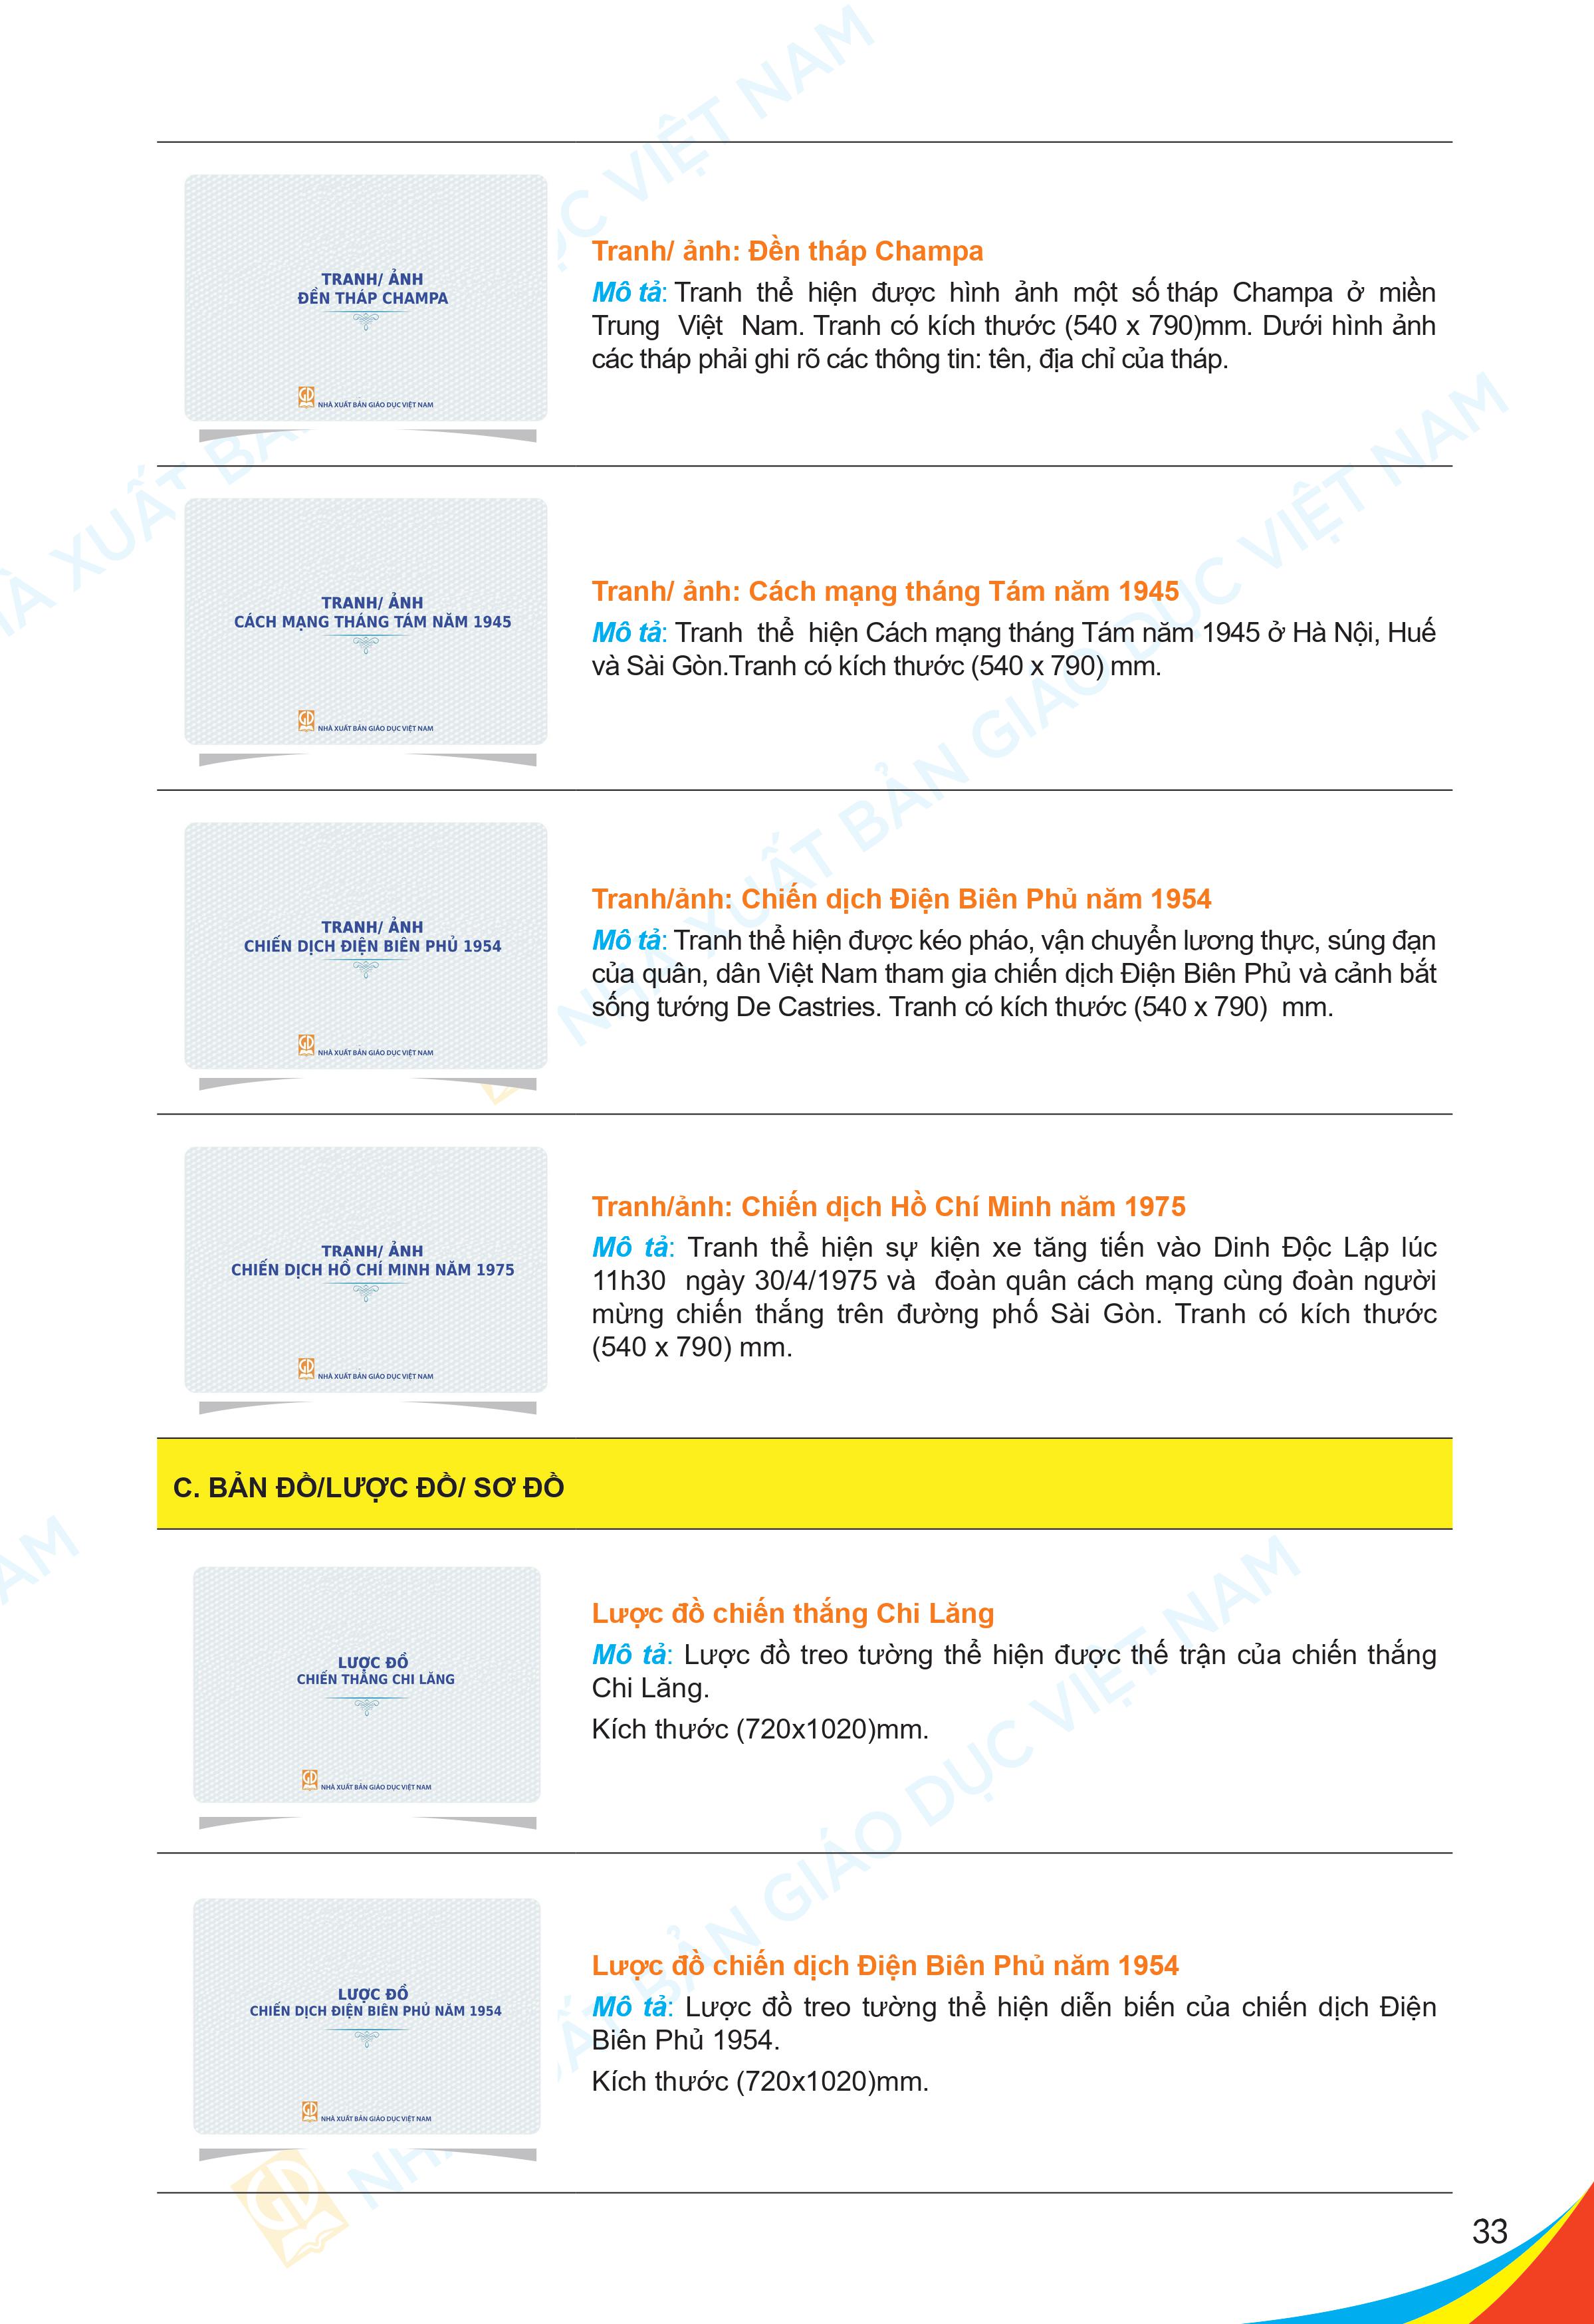 TRANH/ ẢNH
ĐỀN THÁP CHAMPA
NHÀ XUẤT BẢN GIÁO DỤC VIỆT NAM
Tranh/ ảnh: Đền tháp Champa
Mô tả: Tranh thể hiện được hình ảnh một số tháp Champa ở miền
Trung Việt Nam. Tranh có kích thước (540 x 790)mm. Dưới hình ảnh
các tháp phải ghi rõ các thông tin: tên, địa chỉ của tháp.
TRANH/ ẢNH
CÁCH MẠNG THÁNG TÁM NĂM 1945
NHÀ XUẤT BẢN GIÁO DỤC VIỆT NAM
Tranh/ ảnh: Cách mạng tháng Tám năm 1945
Mô tả: Tranh thể hiện Cách mạng tháng Tám năm 1945 ở Hà Nội, Huế
và Sài Gòn.Tranh có kích thước (540 x 790) mm.
TRANH/ ẢNH
CHIẾN DỊCH ĐIỆN BIÊN PHỦ 1954
NHÀ XUẤT BẢN GIÁO DỤC VIỆT NAM
Tranh/ảnh: Chiến dịch Điện Biên Phủ năm 1954
Mô tả: Tranh thể hiện được kéo pháo, vận chuyển lương thực, súng đạn
của quân, dân Việt Nam tham gia chiến dịch Điện Biên Phủ và cảnh bắt
sống tướng De Castries. Tranh có kích thước (540 x 790) mm.
TRANH/ ẢNH
CHIẾN DỊCH HỒ CHÍ MINH NĂM 1975
NHÀ XUẤT BẢN GIÁO DỤC VIỆT NAM
Tranh/ảnh: Chiến dịch Hồ Chí Minh năm 1975
Mô tả: Tranh thể hiện sự kiện xe tăng tiến vào Dinh Độc Lập lúc
11h30 ngày 30/4/1975 và đoàn quân cách mạng cùng đoàn người
mừng chiến thắng trên đường phố Sài Gòn. Tranh có kích thước
(540 x 790) mm.
C. BẢN ĐỒ/LƯỢC ĐỒ/ SƠ ĐỒ
LƯỢC ĐỒ
CHIẾN THẮNG CHI LĂNG
NHÀ XUẤT BẢN GIÁO DỤC VIỆT NAM
Lược đồ chiến thắng Chi Lăng
Mô tả: Lược đồ treo tường thể hiện được thế trận của chiến thắng
Chi Lăng.
Kích thước (720x1020)mm.
LƯỢC ĐỒ
CHIẾN DỊCH ĐIỆN BIÊN PHỦ NĂM 1954
NHÀ XUẤT BẢN GIÁO DỤC VIỆT NAM
Lược đồ chiến dịch Điện Biên Phủ năm 1954
Mô tả: Lược đồ treo tường thể hiện diễn biến của chiến dịch Điện
Biên Phủ 1954.
Kích thước (720x1020)mm.
33